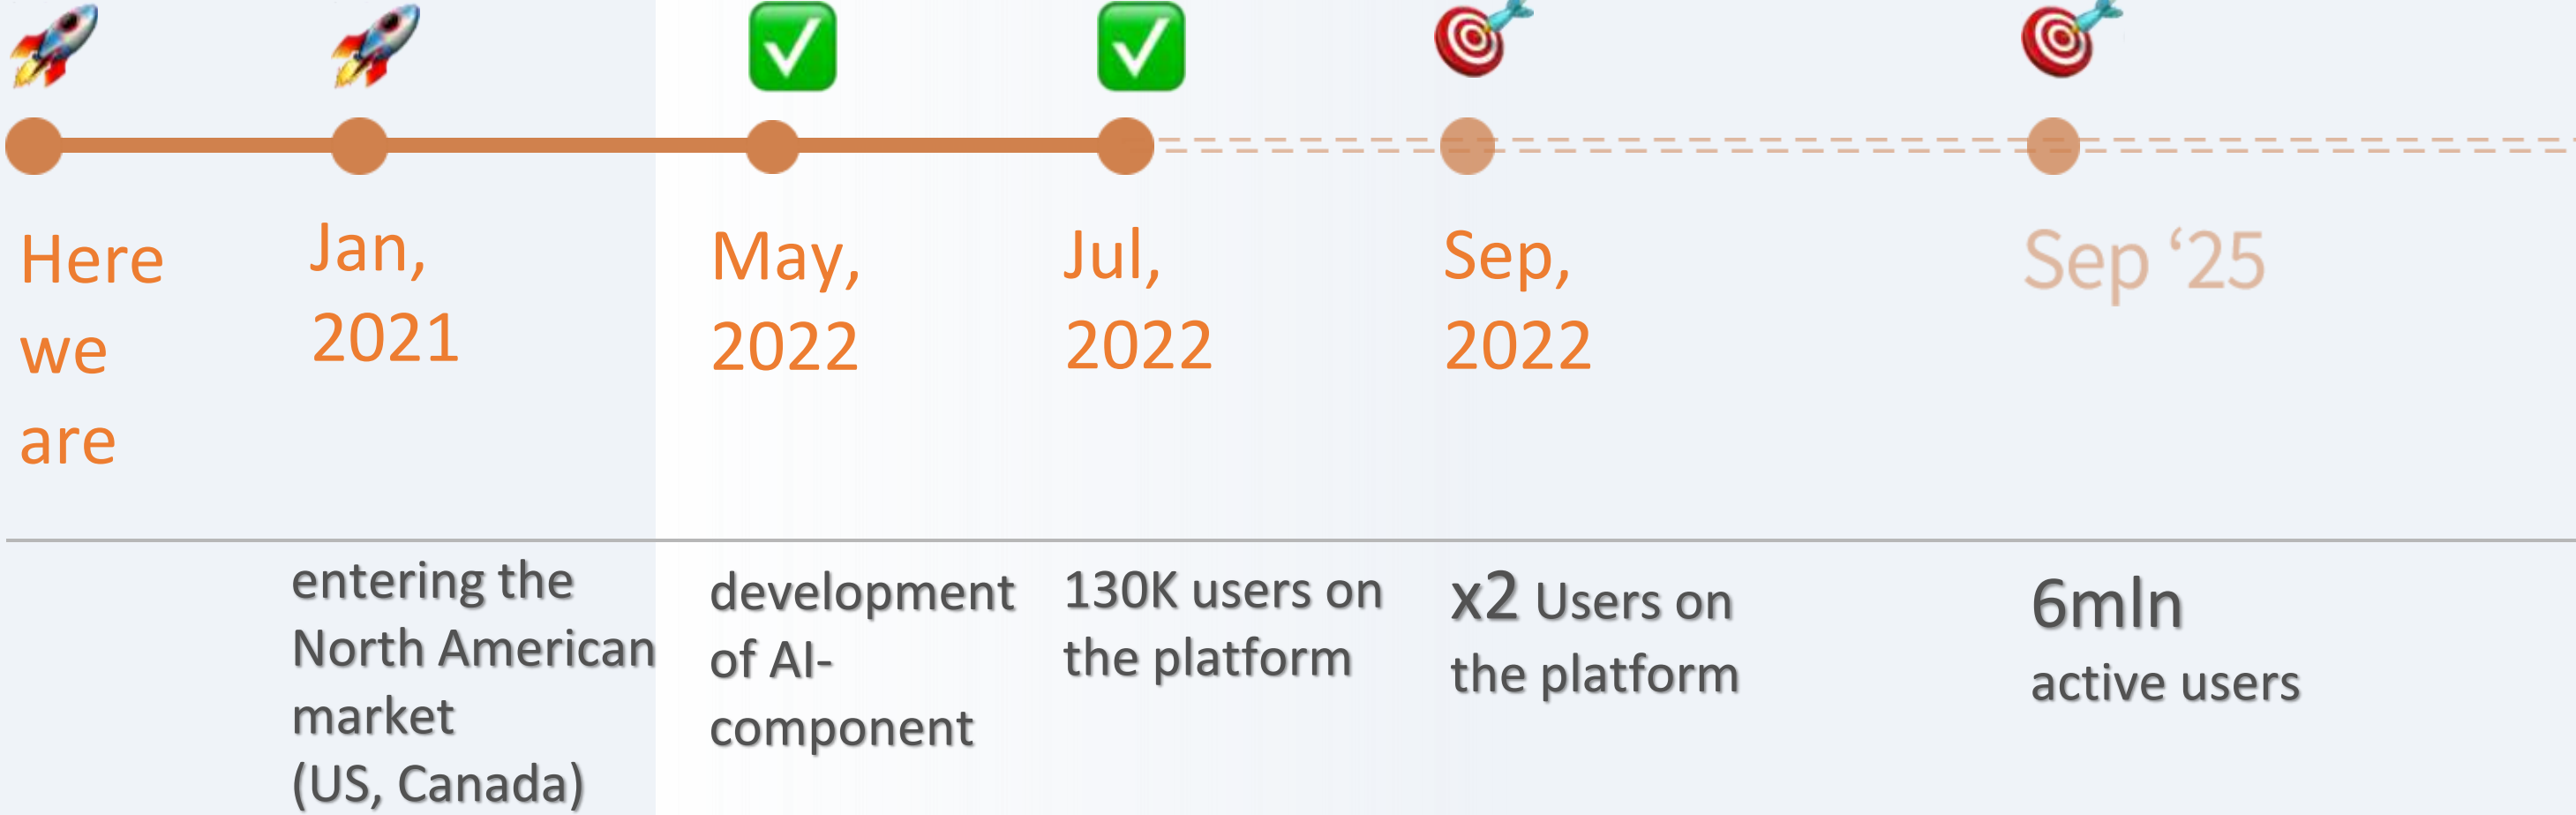 Here
we
are
Jan,
2021
May,
2022
Jul,
2022
Sep,
2022
Sep ‘25
entering the
North American
market
(US, Canada)
development
of AI-
component
130K users on
the platform
x2 Users on
the platform
6mln
active users